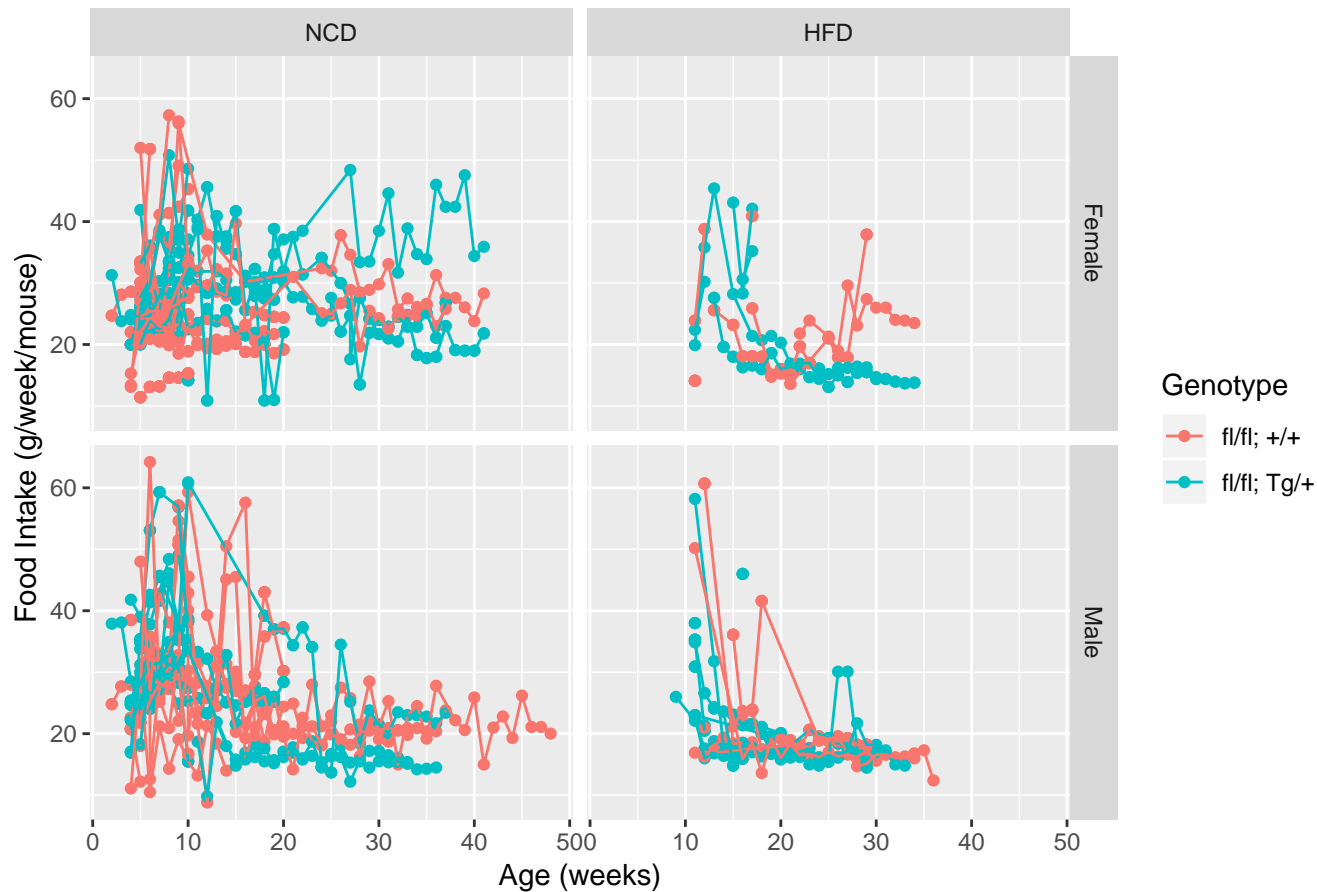 NCD HFD
60
40
20
Female
60
40
20
Male
0 10 20 30 40 50 0 10 20 30 40 50
Age (weeks)
Food Intake (g/week/mouse)
Genotype
fl/fl; +/+
fl/fl; Tg/+